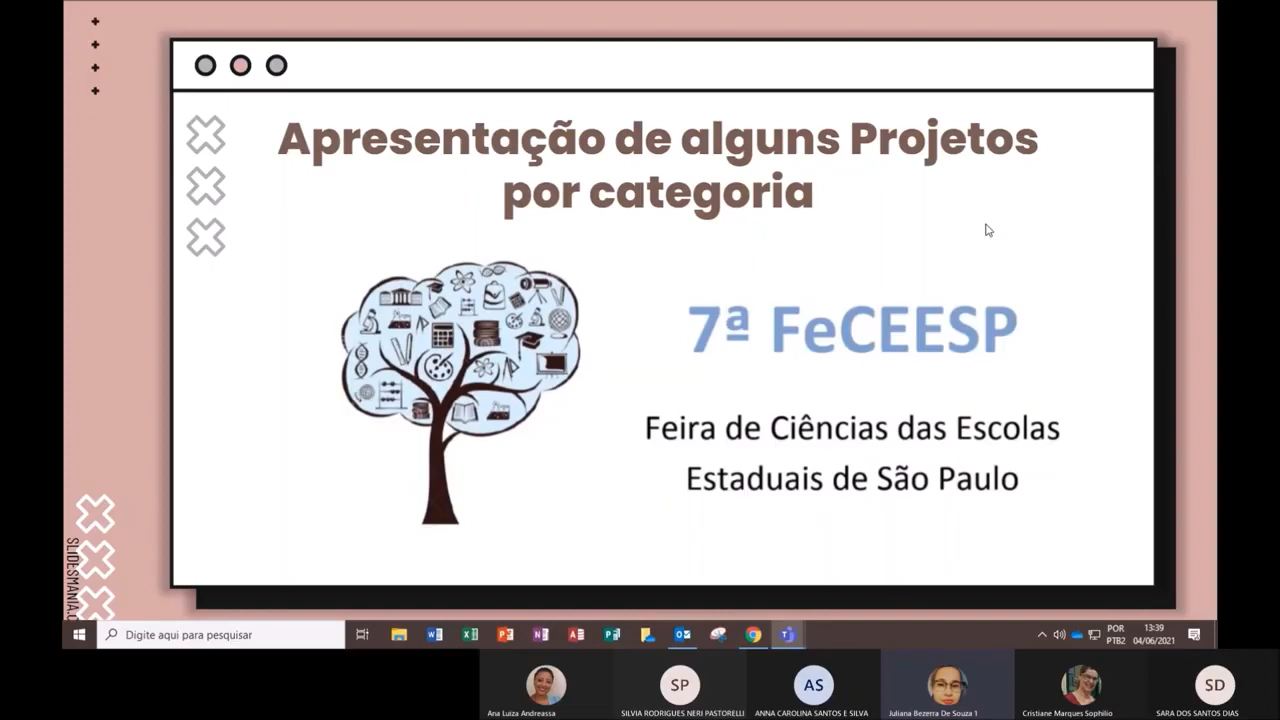 Apresentação de alguns Projetos
por categoria
7ª FeCEESP
Feira de Ciências das Escolas
Estaduais de São Paulo
Digite aqui para pesquisar
POR
PTB2
13:39
04/06/2021
SP
AS
SD
Ana Luiza Andreassa
SILVIA RODRIGUES NERI PASTORELLI
ANNA CAROLINA SANTOS E SILVA
Juliana Bezerra De Souza 1
Cristiane Marques Sophilio
SARA DOS SANTOS DIAS